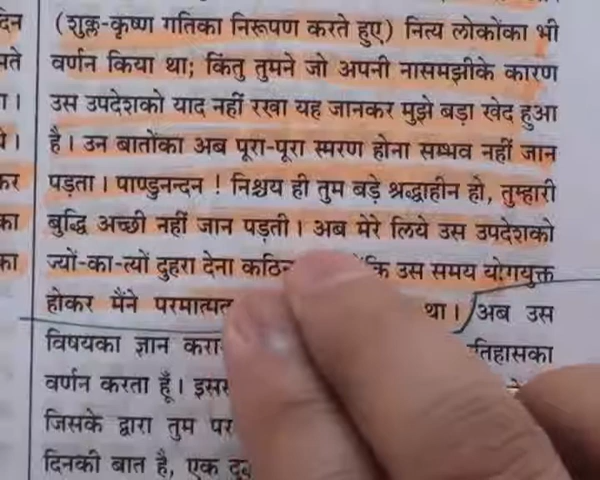 (शुक्ल-कृष्ण गतिका निरूपण करते हुए) नित्य लोकोंका भी
वर्णन किया था; किंतु तुमने जो अपनी नासमझीके कारण
उस उपदेशको याद नहीं रखा यह जानकर मुझे बड़ा खेद हुआ
है। उन बातोंका अब पूरा-पूरा स्मरण होना सम्भव नहीं जान
पड़ता। पाण्डुनन्दन ! निश्चय ही तुम बड़े श्रद्धाहीन हो, तुम्हारी
बुद्धि अच्छी नहीं जान पड़ती। अब मेरे लिये उस उपदेशको
ज्यों-का-त्यों दुहरा देना कठिन कि उस समय योगयुक्त
होकर मैंने परमात्मत था। अब उस
विषयका ज्ञान करा तिहासका
वर्णन करता हूँ। इसस
जिसके द्वारा तुम पर
दिनकी बात है, एक दु